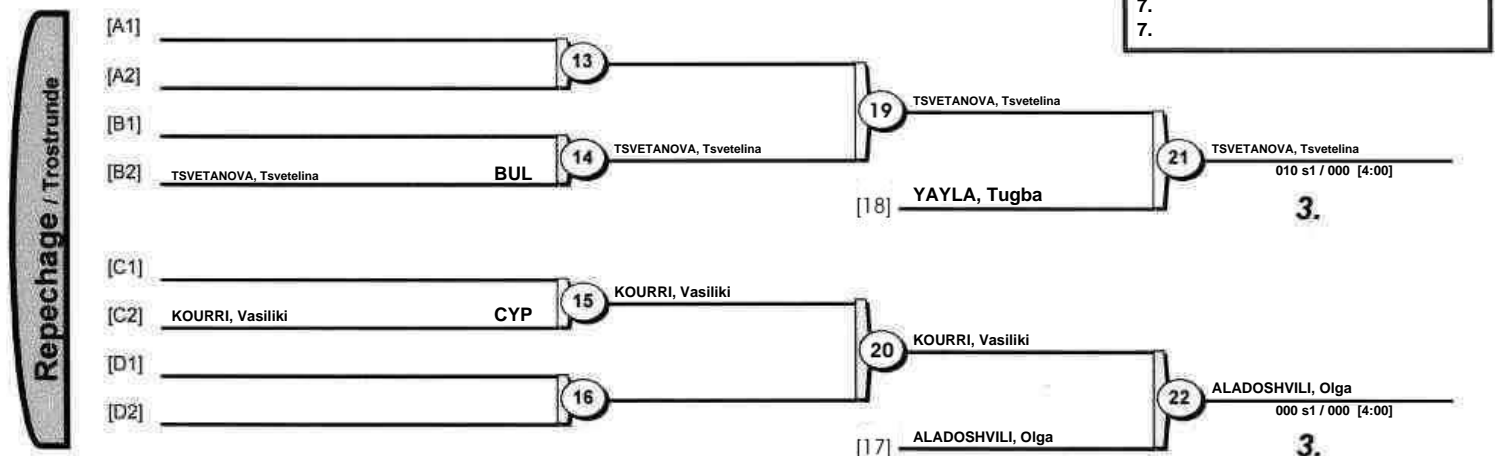 7.
7.
Repechage / Trostrunde
[A1]
[A2]
13
[B1]
[B2] TSVETANOVA, Tsvetelina BUL
14 TSVETANOVA, Tsvetelina
19 TSVETANOVA, Tsvetelina
[18] YAYLA, Tugba
21 TSVETANOVA, Tsvetelina
010 s1 / 000 [4:00]
3.
[C1]
[C2] KOURRI, Vasiliki CYP
15 KOURRI, Vasiliki
[D1]
[D2]
16
20 KOURRI, Vasiliki
[17] ALADOSHVILI, Olga
22 ALADOSHVILI, Olga
000 s1 / 000 [4:00]
3.